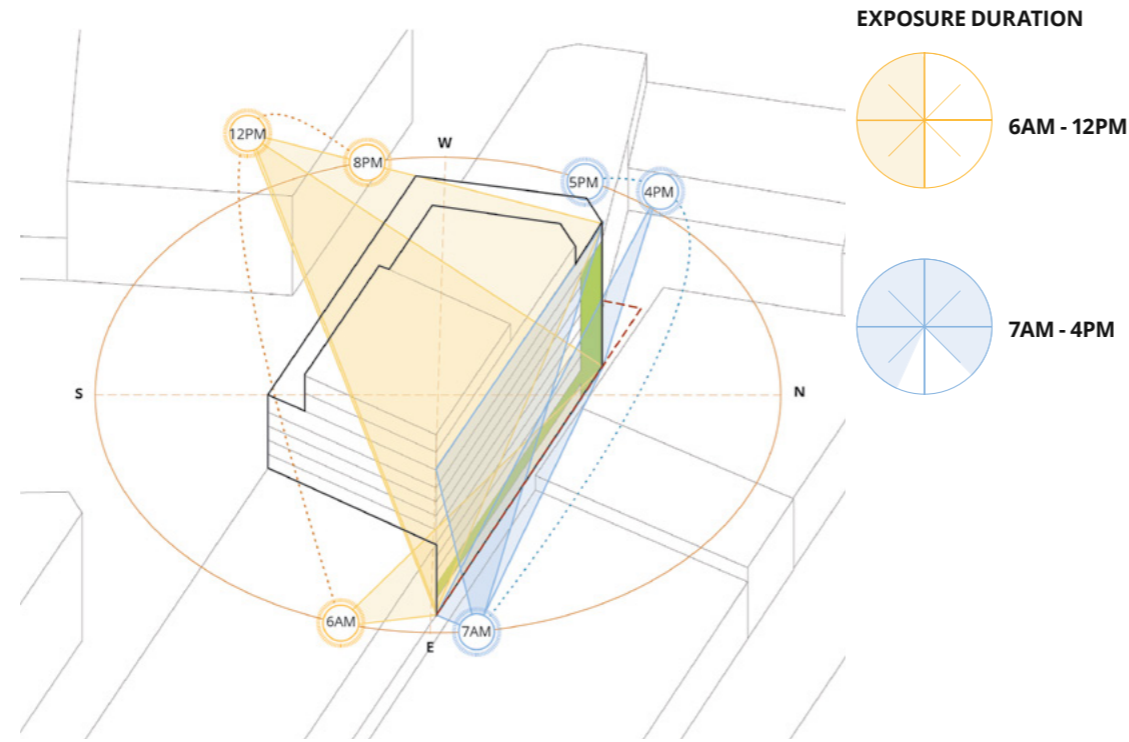 EXPOSURE DURATION
6AM - 12PM
7AM - 4PM
12PM
8PM
W
5PM
4PM
S
N
6AM
7AM
E